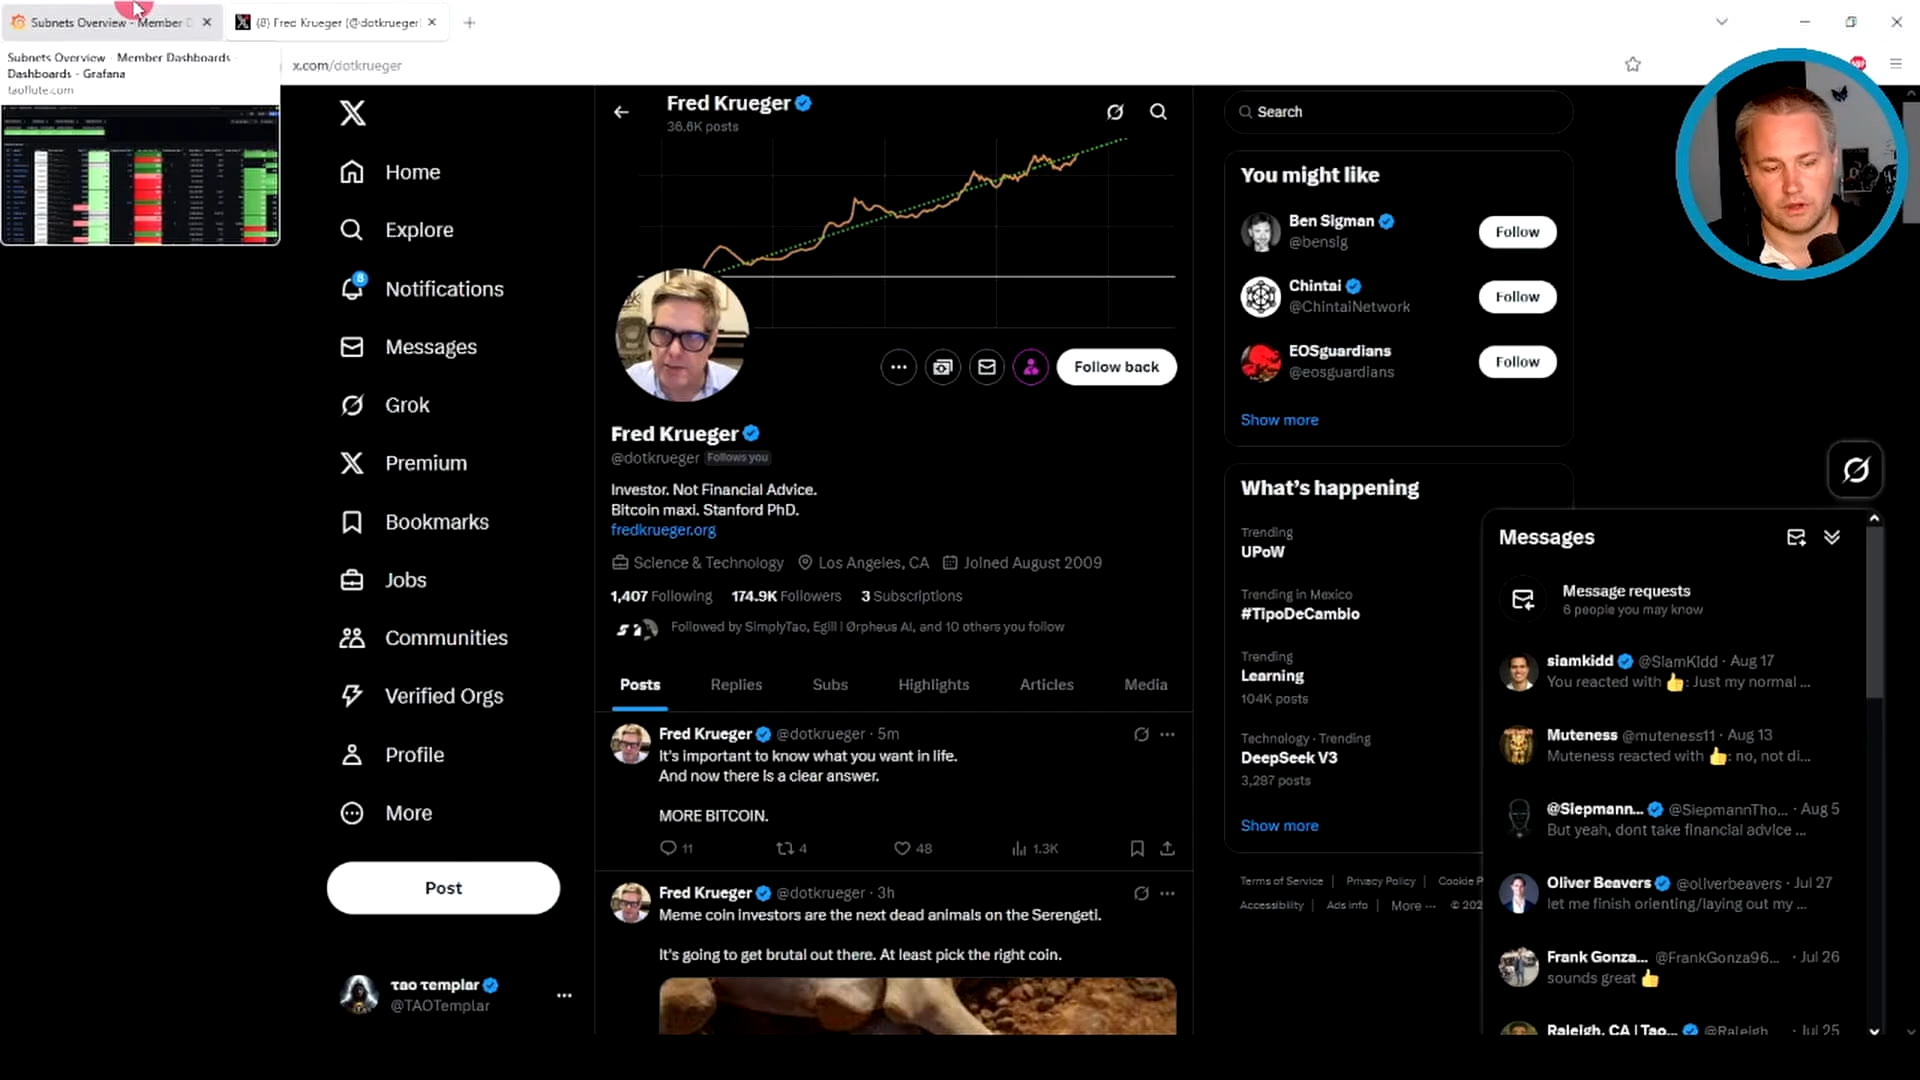 Subnets Overview - Member D
(8) Fred Krueger (@dotkrueger
Subnets Overview - Member Dashboards -
Dashboards - Grafana
taoflute.com
x.com/dotkrueger
Home
Explore
8
Notifications
Messages
Grok
Premium
Bookmarks
Jobs
Communities
Verified Orgs
Profile
More
Post
τao τemplar
@TAOTemplar
Fred Krueger
36.6K posts
Follow back
Fred Krueger
@dotkrueger Follows you
Investor. Not Financial Advice.
Bitcoin maxi. Stanford PhD.
fredkrueger.org
Science & Technology Los Angeles, CA Joined August 2009
1,407 Following 174.9K Followers 3 Subscriptions
Followed by SimplyTao, Egill | Ørpheus AI, and 10 others you follow
Posts Replies Subs Highlights Articles Media
Fred Krueger @dotkrueger · 5m
It's important to know what you want in life.
And now there is a clear answer.
MORE BITCOIN.
11 4 48 1.3K
Fred Krueger @dotkrueger · 3h
Meme coin investors are the next dead animals on the Serengeti.
It's going to get brutal out there. At least pick the right coin.
Search
You might like
Ben Sigman
@bensig
Follow
Chintai
@ChintaiNetwork
Follow
EOSguardians
@eosguardians
Follow
Show more
What's happening
Trending
UPoW
Trending in Mexico
#TipoDeCambio
Trending
Learning
104K posts
Technology · Trending
DeepSeek V3
3,297 posts
Show more
Terms of Service | Privacy Policy | Cookie P
Accessibility | Ads info | More ··· © 202
Messages
Message requests
6 people you may know
siamkidd @SiamKidd · Aug 17
You reacted with 👍: Just my normal ...
Muteness @muteness11 · Aug 13
Muteness reacted with 👍: no, not di...
@Siepmann... @SiepmannTho... · Aug 5
But yeah, dont take financial advice ...
Oliver Beavers @oliverbeavers · Jul 27
let me finish orienting/laying out my ...
Frank Gonza... @FrankGonza96... · Jul 26
sounds great 👍
Raleigh, CA | Tao... @Raleigh · Jul 25